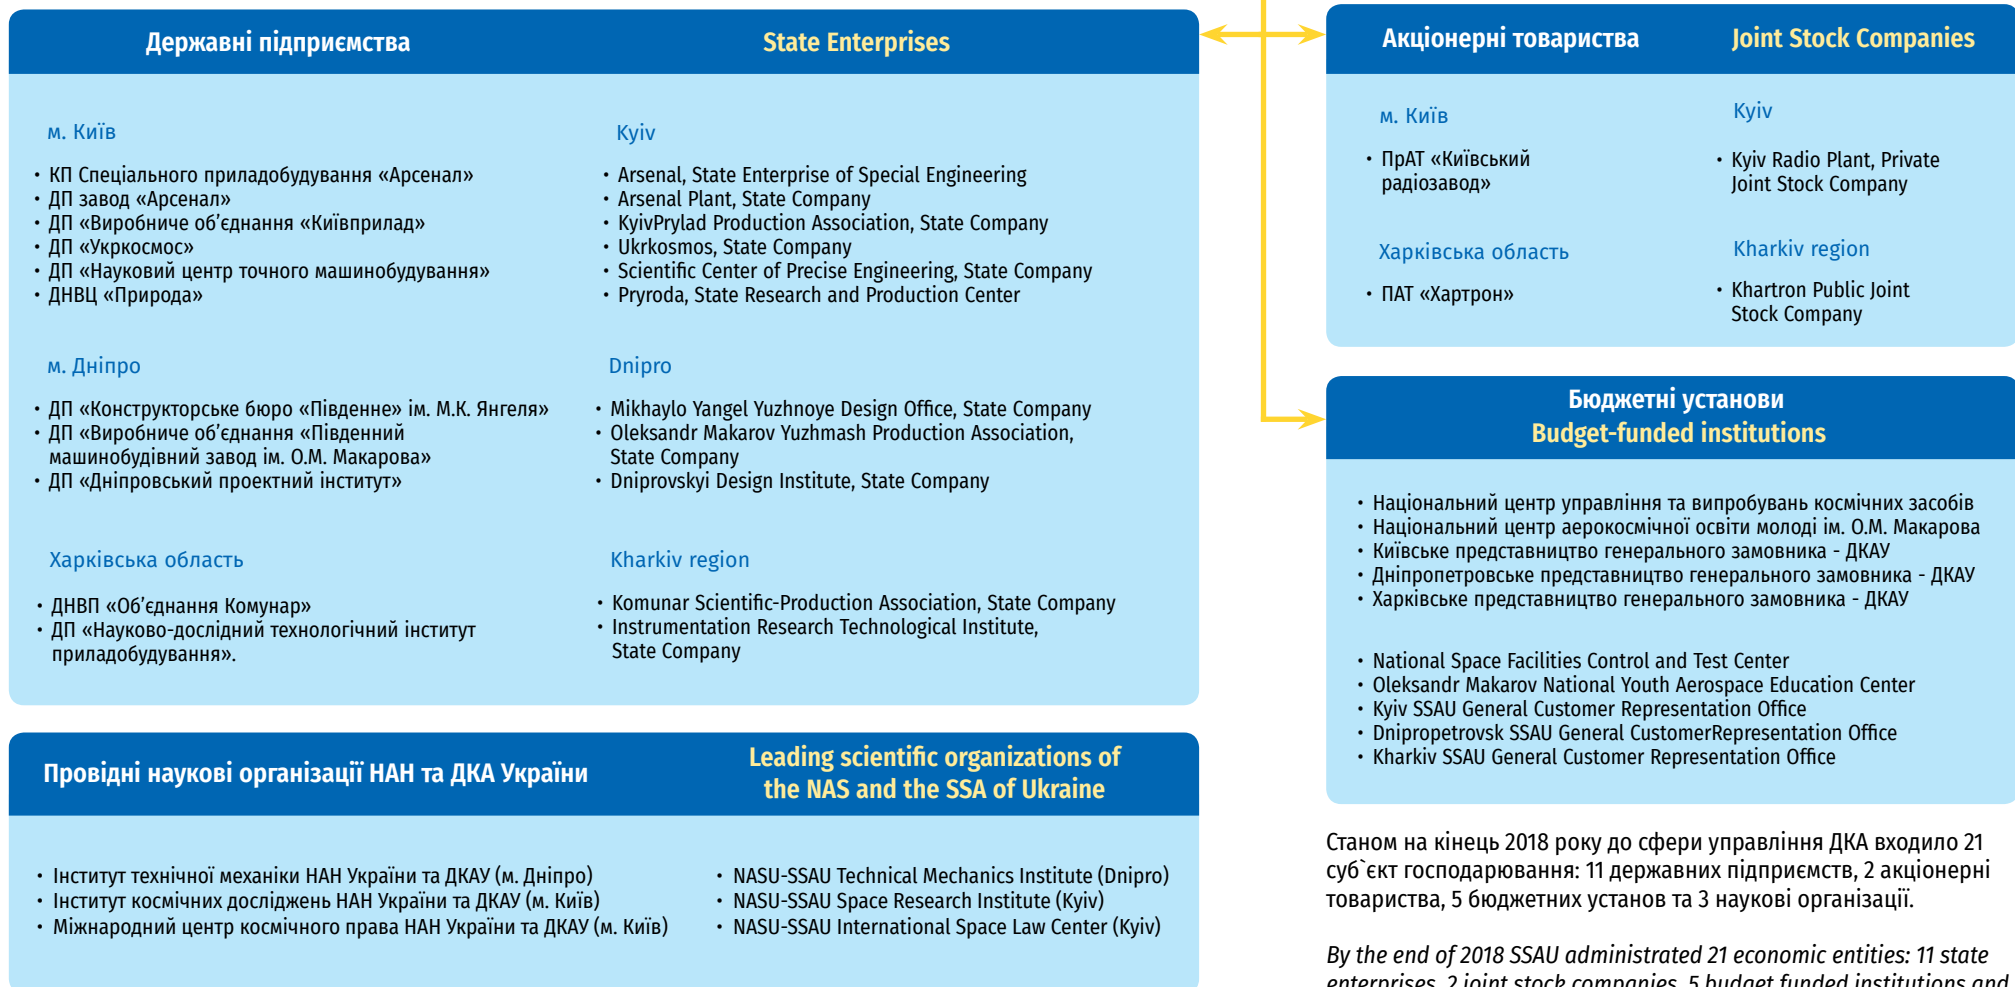 Державні підприємства
State Enterprises
м. Київ
• КП Спеціального приладобудування «Арсенал»
• ДП завод «Арсенал»
• ДП «Виробниче об’єднання «Київприлад»
• ДП «Укркосмос»
• ДП «Науковий центр точного машинобудування»
• ДНВЦ «Природа»
Kyiv
• Arsenal, State Enterprise of Special Engineering
• Arsenal Plant, State Company
• KyivPrylad Production Association, State Company
• Ukrkosmos, State Company
• Scientific Center of Precise Engineering, State Company
• Pryroda, State Research and Production Center
м. Дніпро
• ДП «Конструкторське бюро «Південне» ім. М.К. Янгеля»
• ДП «Виробниче об’єднання «Південний
машинобудівний завод ім. О.М. Макарова»
• ДП «Дніпровський проектний інститут»
Dnipro
• Mikhaylo Yangel Yuzhnoye Design Office, State Company
• Oleksandr Makarov Yuzhmash Production Association,
State Company
• Dniprovskyi Design Institute, State Company
Харківська область
• ДНВП «Об’єднання Комунар»
• ДП «Науково-дослідний технологічний інститут
приладобудування».
Kharkiv region
• Komunar Scientific-Production Association, State Company
• Instrumentation Research Technological Institute,
State Company
Провідні наукові організації НАН та ДКА України
Leading scientific organizations of
the NAS and the SSA of Ukraine
• Інститут технічної механіки НАН України та ДКАУ (м. Дніпро)
• Інститут космічних досліджень НАН України та ДКАУ (м. Київ)
• Міжнародний центр космічного права НАН України та ДКАУ (м. Київ)
• NASU-SSAU Technical Mechanics Institute (Dnipro)
• NASU-SSAU Space Research Institute (Kyiv)
• NASU-SSAU International Space Law Center (Kyiv)
Акціонерні товариства
Joint Stock Companies
м. Київ
• ПрАТ «Київський
радіозавод»
Kyiv
• Kyiv Radio Plant, Private
Joint Stock Company
Харківська область
• ПАТ «Хартрон»
Kharkiv region
• Khartron Public Joint
Stock Company
Бюджетні установи
Budget-funded institutions
• Національний центр управління та випробувань космічних засобів
• Національний центр аерокосмічної освіти молоді ім. О.М. Макарова
• Київське представництво генерального замовника - ДКАУ
• Дніпропетровське представництво генерального замовника - ДКАУ
• Харківське представництво генерального замовника - ДКАУ
• National Space Facilities Control and Test Center
• Oleksandr Makarov National Youth Aerospace Education Center
• Kyiv SSAU General Customer Representation Office
• Dnipropetrovsk SSAU General CustomerRepresentation Office
• Kharkiv SSAU General Customer Representation Office
Станом на кінець 2018 року до сфери управління ДКА входило 21
суб`єкт господарювання: 11 державних підприємств, 2 акціонерні
товариства, 5 бюджетних установ та 3 наукові організації.
By the end of 2018 SSAU administrated 21 economic entities: 11 state
enterprises, 2 joint stock companies, 5 budget funded institutions and